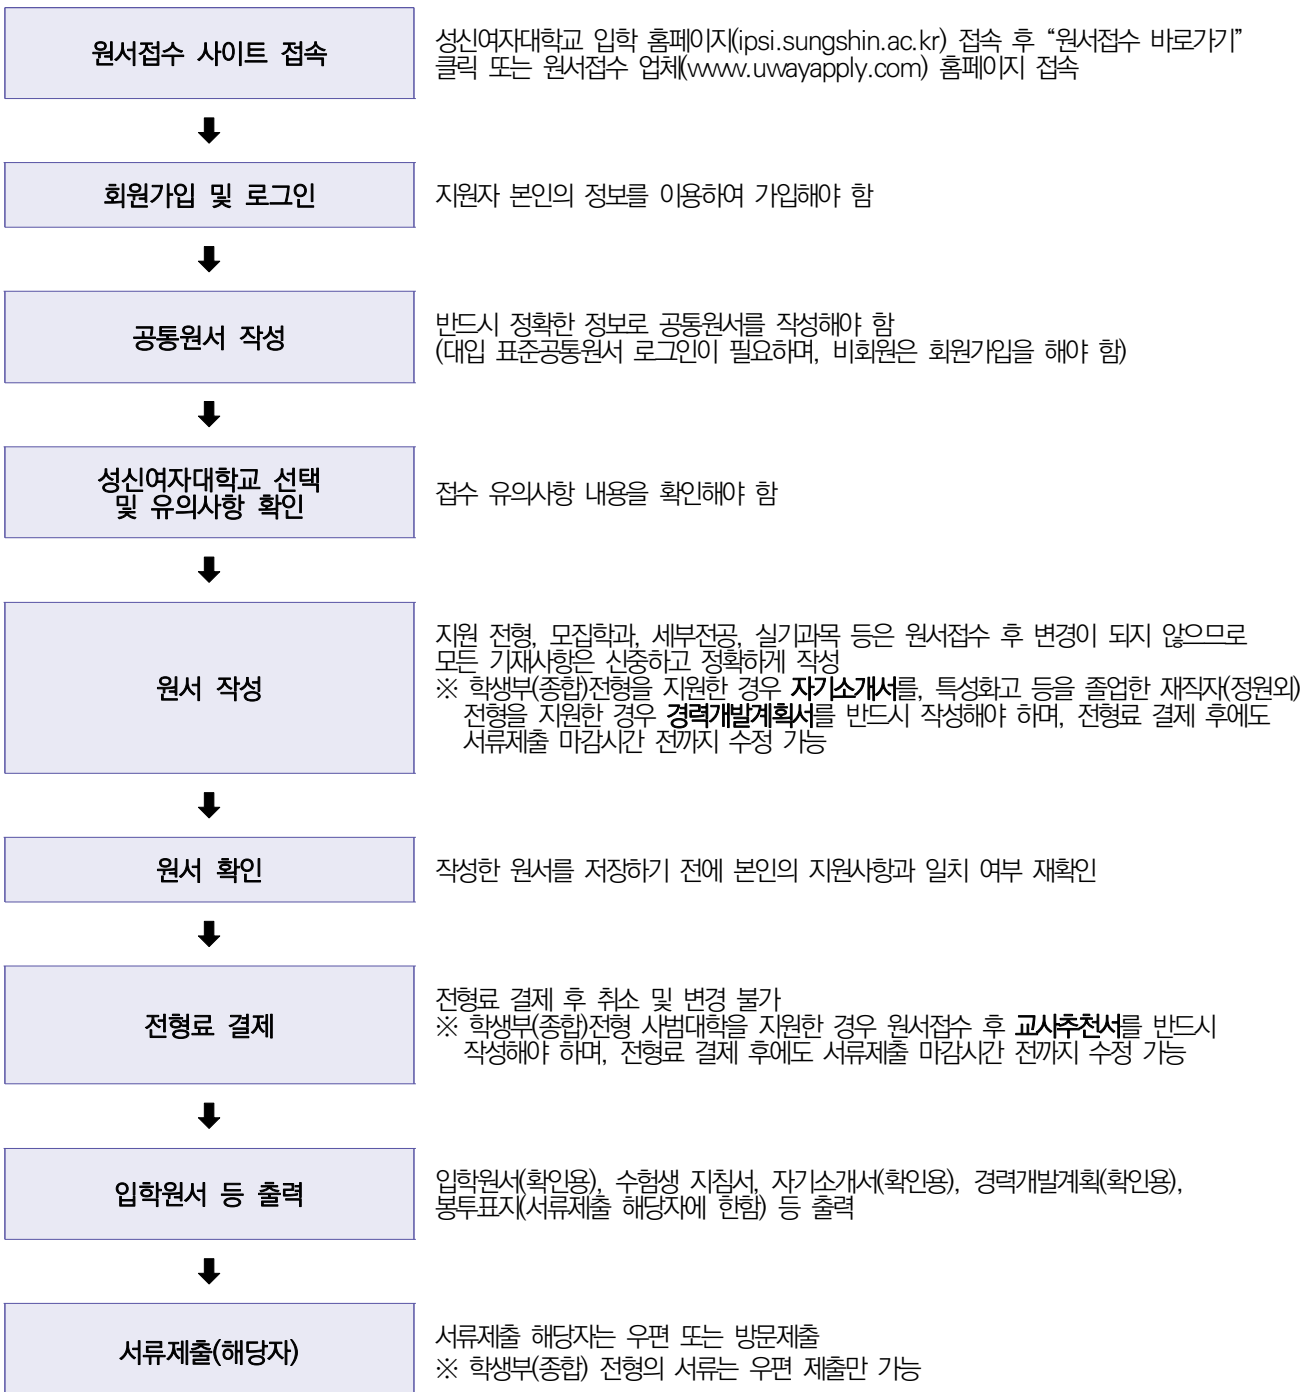 원서접수 사이트 접속
성신여자대학교 입학 홈페이지(ipsi.sungshin.ac.kr) 접속 후 “원서접수 바로가기”
클릭 또는 원서접수 업체(www.uwayapply.com) 홈페이지 접속
회원가입 및 로그인
지원자 본인의 정보를 이용하여 가입해야 함
공통원서 작성
반드시 정확한 정보로 공통원서를 작성해야 함
(대입 표준공통원서 로그인이 필요하며, 비회원은 회원가입을 해야 함)
성신여자대학교 선택
및 유의사항 확인
접수 유의사항 내용을 확인해야 함
원서 작성
지원 전형, 모집학과, 세부전공, 실기과목 등은 원서접수 후 변경이 되지 않으므로
모든 기재사항은 신중하고 정확하게 작성
※ 학생부(종합)전형을 지원한 경우 자기소개서를, 특성화고 등을 졸업한 재직자(정원외)
전형을 지원한 경우 경력개발계획서를 반드시 작성해야 하며, 전형료 결제 후에도
서류제출 마감시간 전까지 수정 가능
원서 확인
작성한 원서를 저장하기 전에 본인의 지원사항과 일치 여부 재확인
전형료 결제
전형료 결제 후 취소 및 변경 불가
※ 학생부(종합)전형 사범대학을 지원한 경우 원서접수 후 교사추천서를 반드시
작성해야 하며, 전형료 결제 후에도 서류제출 마감시간 전까지 수정 가능
입학원서 등 출력
입학원서(확인용), 수험생 지침서, 자기소개서(확인용), 경력개발계획(확인용),
봉투표지(서류제출 해당자에 한함) 등 출력
서류제출(해당자)
서류제출 해당자는 우편 또는 방문제출
※ 학생부(종합) 전형의 서류는 우편 제출만 가능